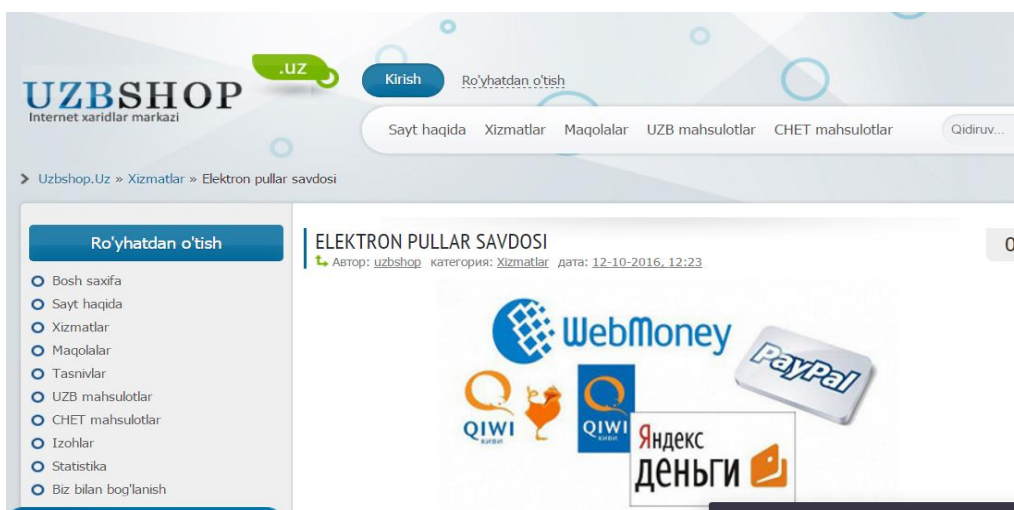 UZBSHOP
.uz
Internet xaridlar markazi
Kirish
Ro'yhatdan o'tish
Sayt haqida Xizmatlar Maqolalar UZB mahsulotlar CHET mahsulotlar
Qidiruv...
Uzbshop.Uz » Xizmatlar » Elektron pullar savdosi
Ro'yhatdan o'tish
Bosh saxifa
Sayt haqida
Xizmatlar
Maqolalar
Tasnivlar
UZB mahsulotlar
CHET mahsulotlar
Izohlar
Statistika
Biz bilan bog'lanish
ELEKTRON PULLAR SAVDOSI
0
Автор: uzbshop категория: Xizmatlar дата: 12-10-2016, 12:23
WebMoney
PayPal
QIWI
КИВИ
QIWI
КИВИ
Яндекс
деньги